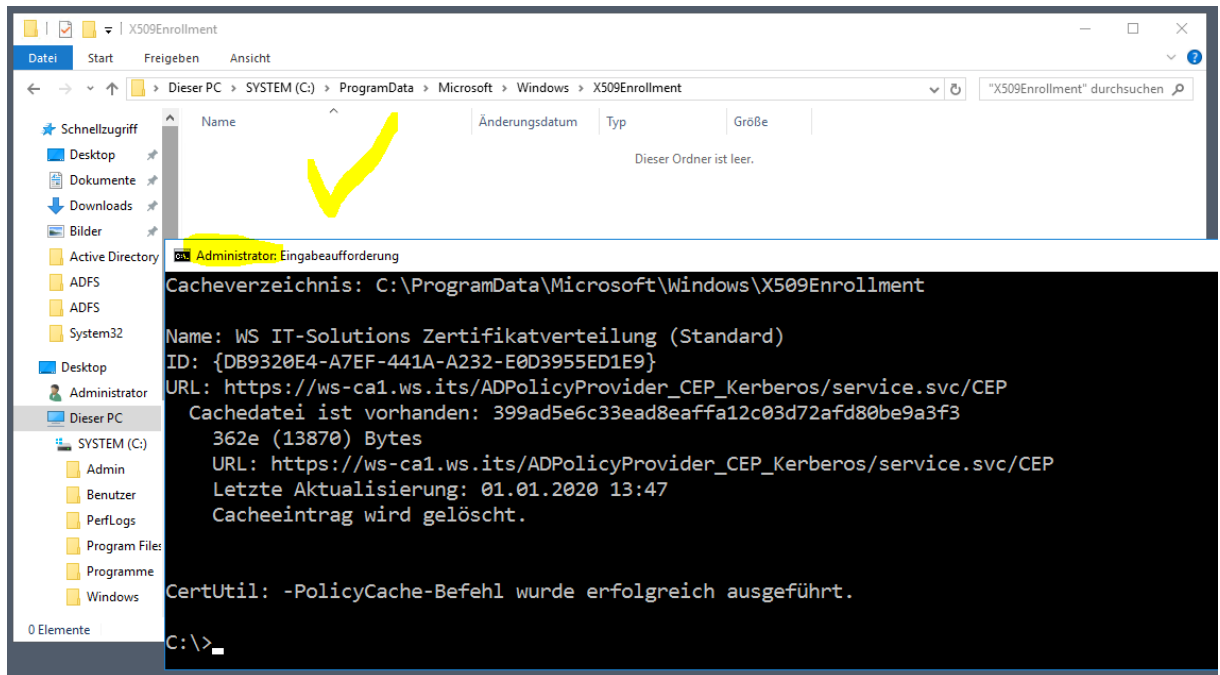 X509Enrollment
Datei Start Freigeben Ansicht
Dieser PC > SYSTEM (C:) > ProgramData > Microsoft > Windows > X509Enrollment
"X509Enrollment" durchsuchen
Name Änderungsdatum Typ Größe
Dieser Ordner ist leer.
Schnellzugriff
Desktop
Dokumente
Downloads
Bilder
Active Directory
ADFS
ADFS
System32
Desktop
Administrator
Dieser PC
SYSTEM (C:)
Admin
Benutzer
PerfLogs
Program Files
Programme
Windows
0 Elemente
Administrator: Eingabeaufforderung
Cacheverzeichnis: C:\ProgramData\Microsoft\Windows\X509Enrollment
Name: WS IT-Solutions Zertifikatverteilung (Standard)
ID: {DB9320E4-A7EF-441A-A232-E0D3955ED1E9}
URL: https://ws-ca1.ws.its/ADPolicyProvider_CEP_Kerberos/service.svc/CEP
Cachedatei ist vorhanden: 399ad5e6c33ead8eaffa12c03d72afd80be9a3f3
362e (13870) Bytes
URL: https://ws-ca1.ws.its/ADPolicyProvider_CEP_Kerberos/service.svc/CEP
Letzte Aktualisierung: 01.01.2020 13:47
Cacheeintrag wird gelöscht.
CertUtil: -PolicyCache-Befehl wurde erfolgreich ausgeführt.
C:\>_